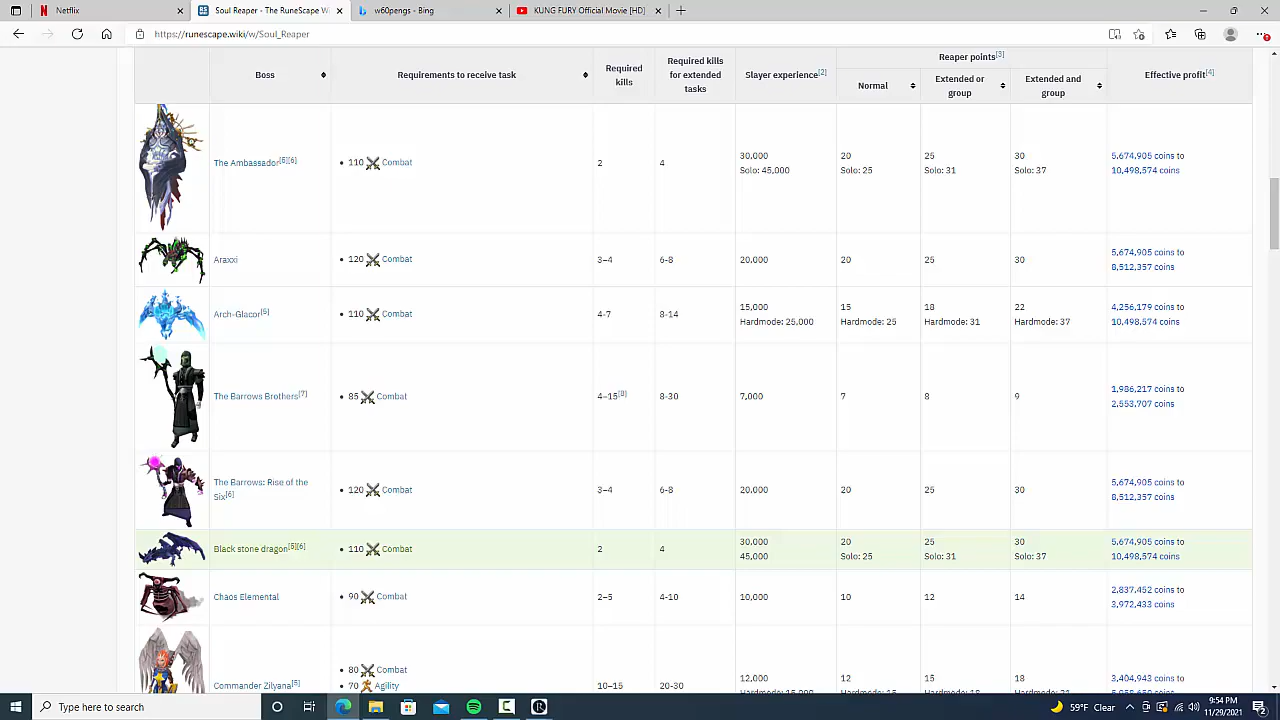 Netflix
Soul Reaper - The RuneScape Wi
w60pengs - Bing
KUNG FURY Official Movie [HD]
https://runescape.wiki/w/Soul_Reaper
Boss
Requirements to receive task
Required kills
Required kills for extended tasks
Slayer experience[2]
Reaper points[3]
Normal
Extended or group
Extended and group
Effective profit[4]
The Ambassador[5][6]
110 Combat
2
4
30,000
Solo: 45,000
20
Solo: 25
25
Solo: 31
30
Solo: 37
5,674,905 coins to
10,498,574 coins
Araxxi
120 Combat
3–4
6-8
20,000
20
25
30
5,674,905 coins to
8,512,357 coins
Arch-Glacor[5]
110 Combat
4-7
8-14
15,000
Hardmode: 25,000
15
Hardmode: 25
18
Hardmode: 31
22
Hardmode: 37
4,256,179 coins to
10,498,574 coins
The Barrows Brothers[7]
85 Combat
4–15[8]
8-30
7,000
7
8
9
1,986,217 coins to
2,553,707 coins
The Barrows: Rise of the
Six[6]
120 Combat
3–4
6-8
20,000
20
25
30
5,674,905 coins to
8,512,357 coins
Black stone dragon[5][6]
110 Combat
2
4
30,000
45,000
20
Solo: 25
25
Solo: 31
30
Solo: 37
5,674,905 coins to
10,498,574 coins
Chaos Elemental
90 Combat
2–5
4-10
10,000
10
12
14
2,837,452 coins to
3,972,433 coins
Commander Zilyana[5]
80 Combat
70 Agility
10–15
20-30
12,000
12
15
18
3,404,943 coins to
Type here to search
59°F Clear
9:54 PM
11/29/2021